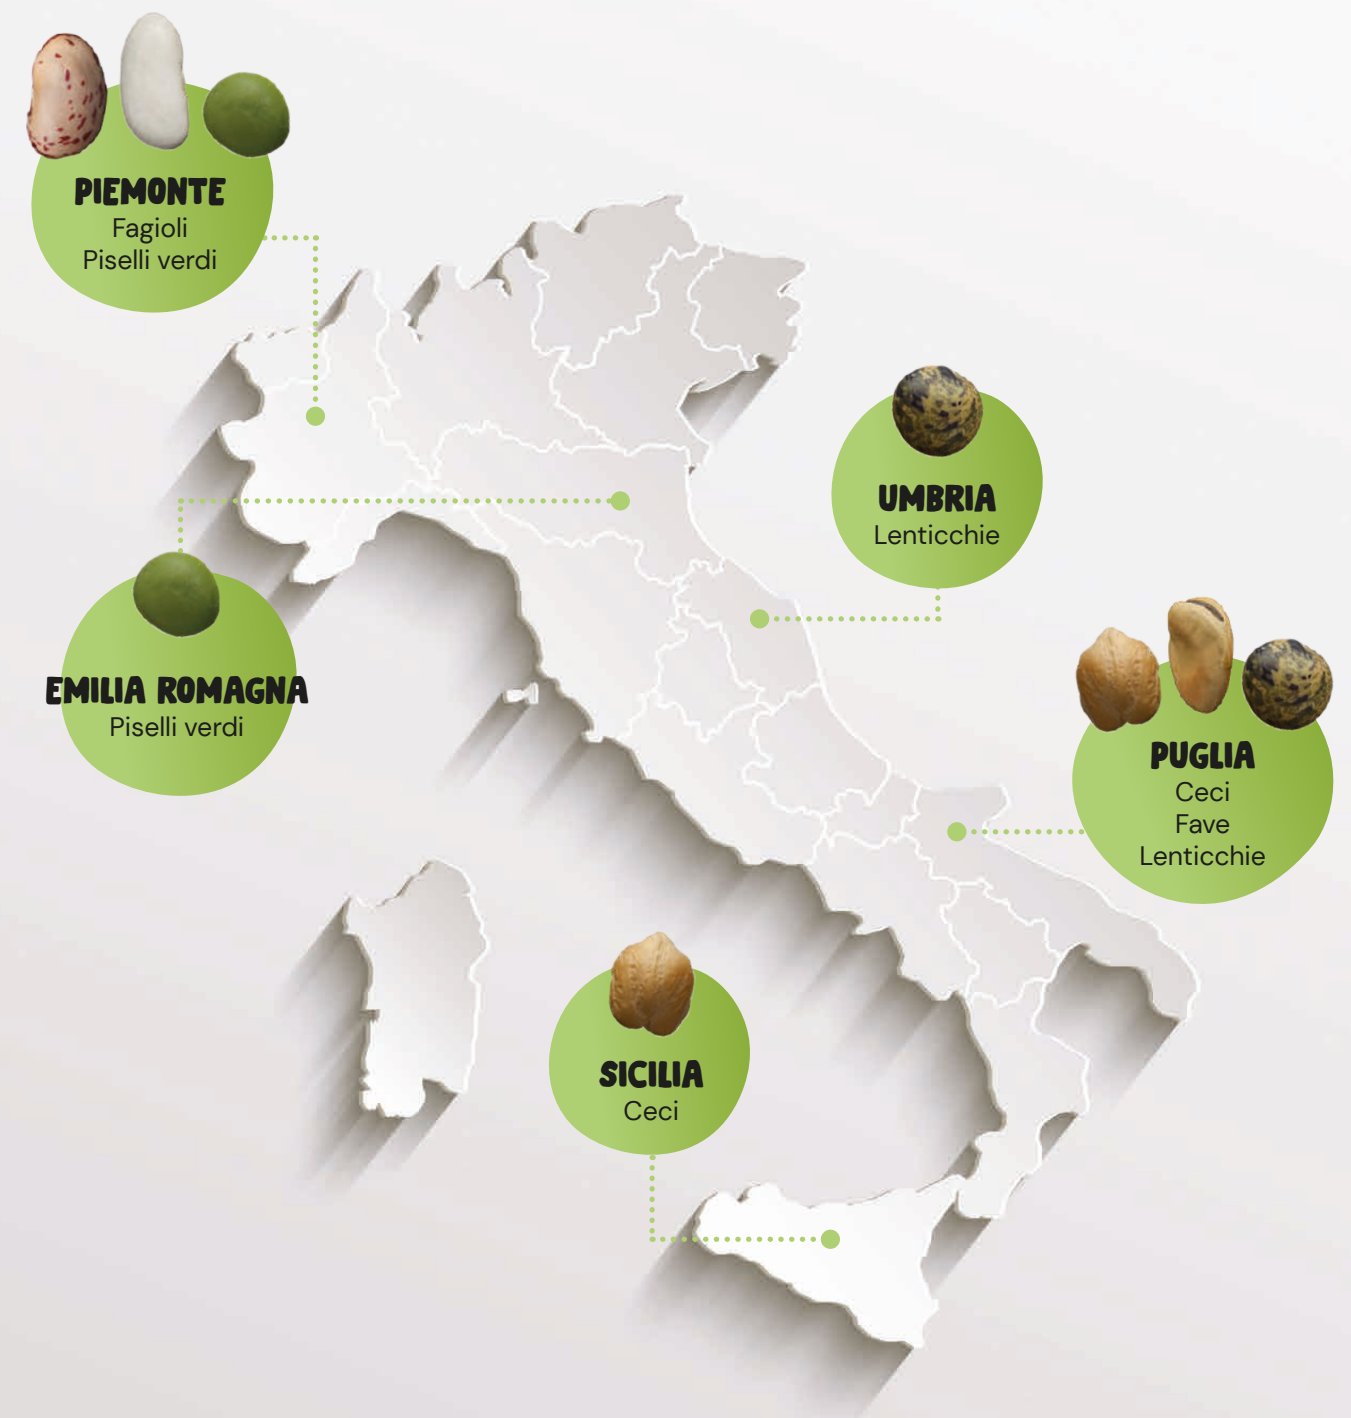 PIEMONTE
Fagioli
Piselli verdi
UMBRIA
Lenticchie
EMILIA ROMAGNA
Piselli verdi
PUGLIA
Ceci
Fave
Lenticchie
SICILIA
Ceci